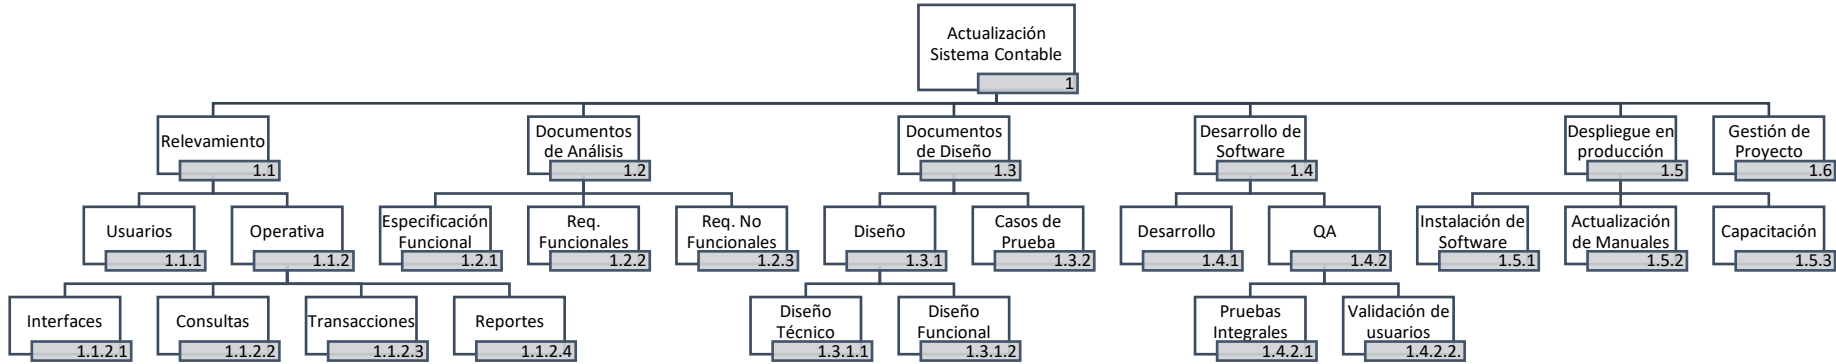 Actualización
Sistema Contable
1
Relevamiento
1.1
Documentos
de Análisis
1.2
Documentos
de Diseño
1.3
Desarrollo de
Software
1.4
Despliegue en
producción
1.5
Gestión de
Proyecto
1.6
Usuarios
1.1.1
Operativa
1.1.2
Especificación
Funcional
1.2.1
Req.
Funcionales
1.2.2
Req. No
Funcionales
1.2.3
Diseño
1.3.1
Casos de
Prueba
1.3.2
Desarrollo
1.4.1
QA
1.4.2
Instalación de
Software
1.5.1
Actualización
de Manuales
1.5.2
Capacitación
1.5.3
Interfaces
1.1.2.1
Consultas
1.1.2.2
Transacciones
1.1.2.3
Reportes
1.1.2.4
Diseño
Técnico
1.3.1.1
Diseño
Funcional
1.3.1.2
Pruebas
Integrales
1.4.2.1
Validación de
usuarios
1.4.2.2.